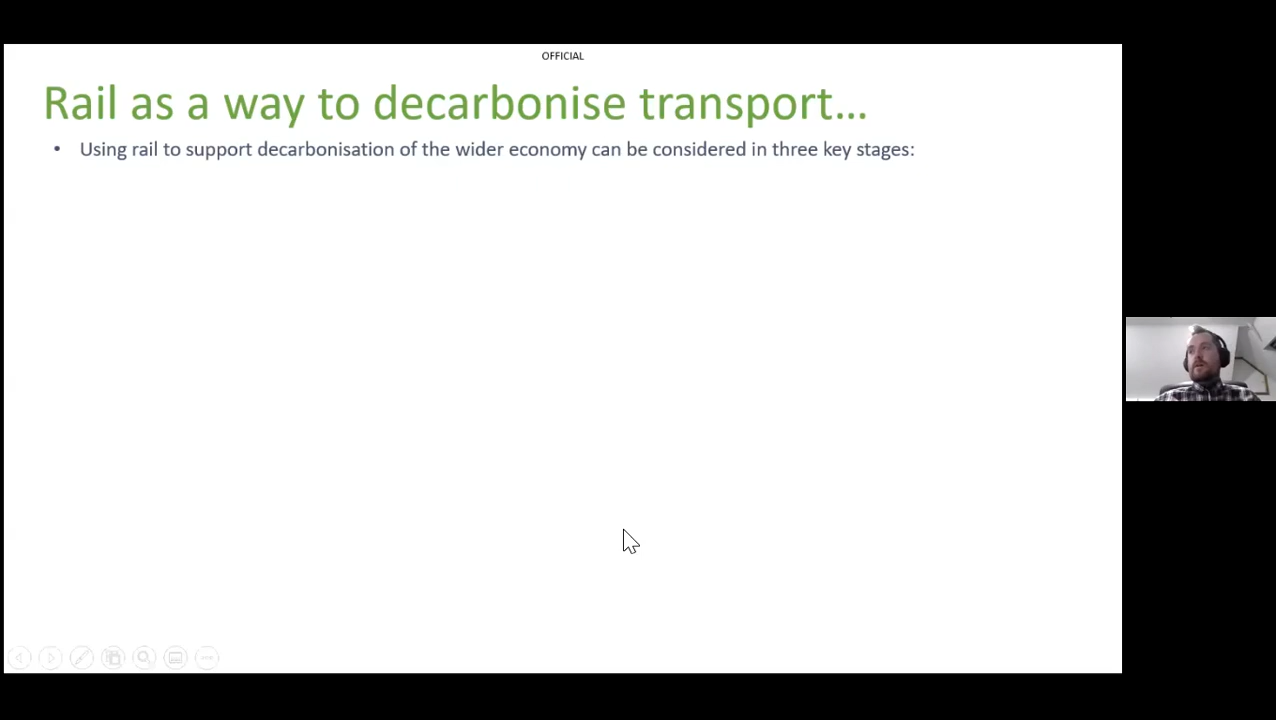 OFFICIAL
Rail as a way to decarbonise transport...
• Using rail to support decarbonisation of the wider economy can be considered in three key stages: